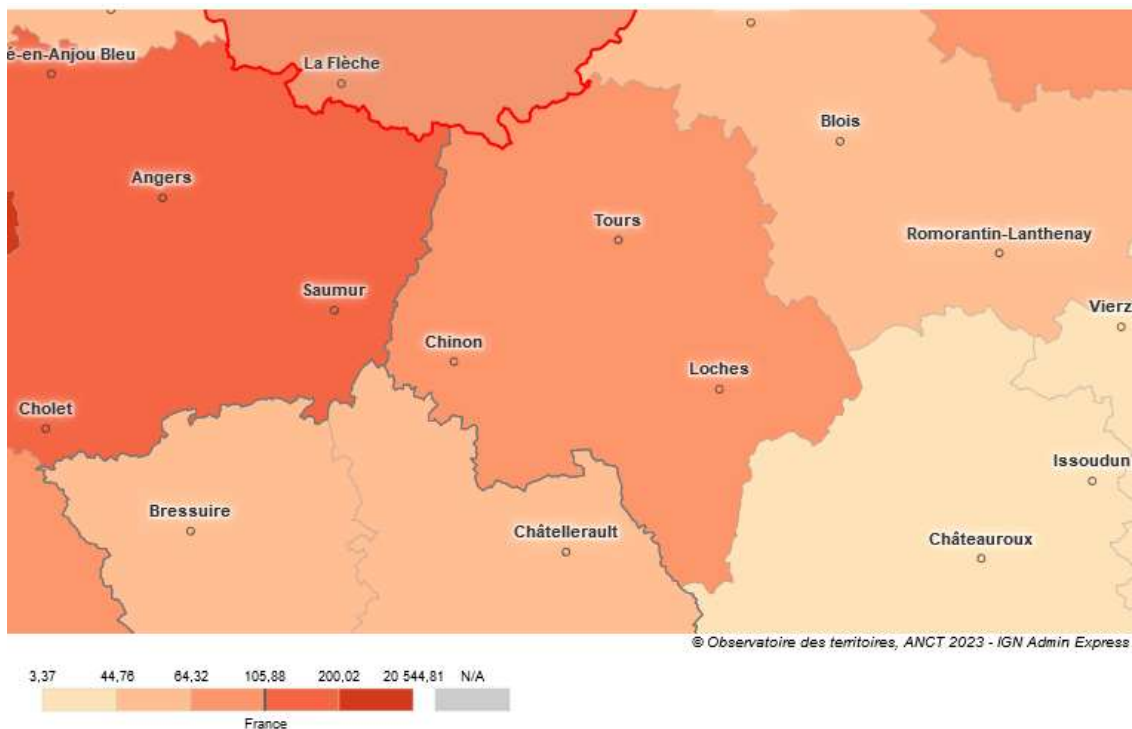 é-en-Anjou Bleu
La Flèche
Blois
Angers
Tours
Romorantin-Lanthenay
Saumur
Vierz
Chinon
Loches
Cholet
Issoudun
Bressuire
Châtellerault
Châteauroux
© Observatoire des territoires, ANCT 2023 - IGN Admin Express
3,37 44,76 64,32 105,88 200,02 20 544,81 N/A
France